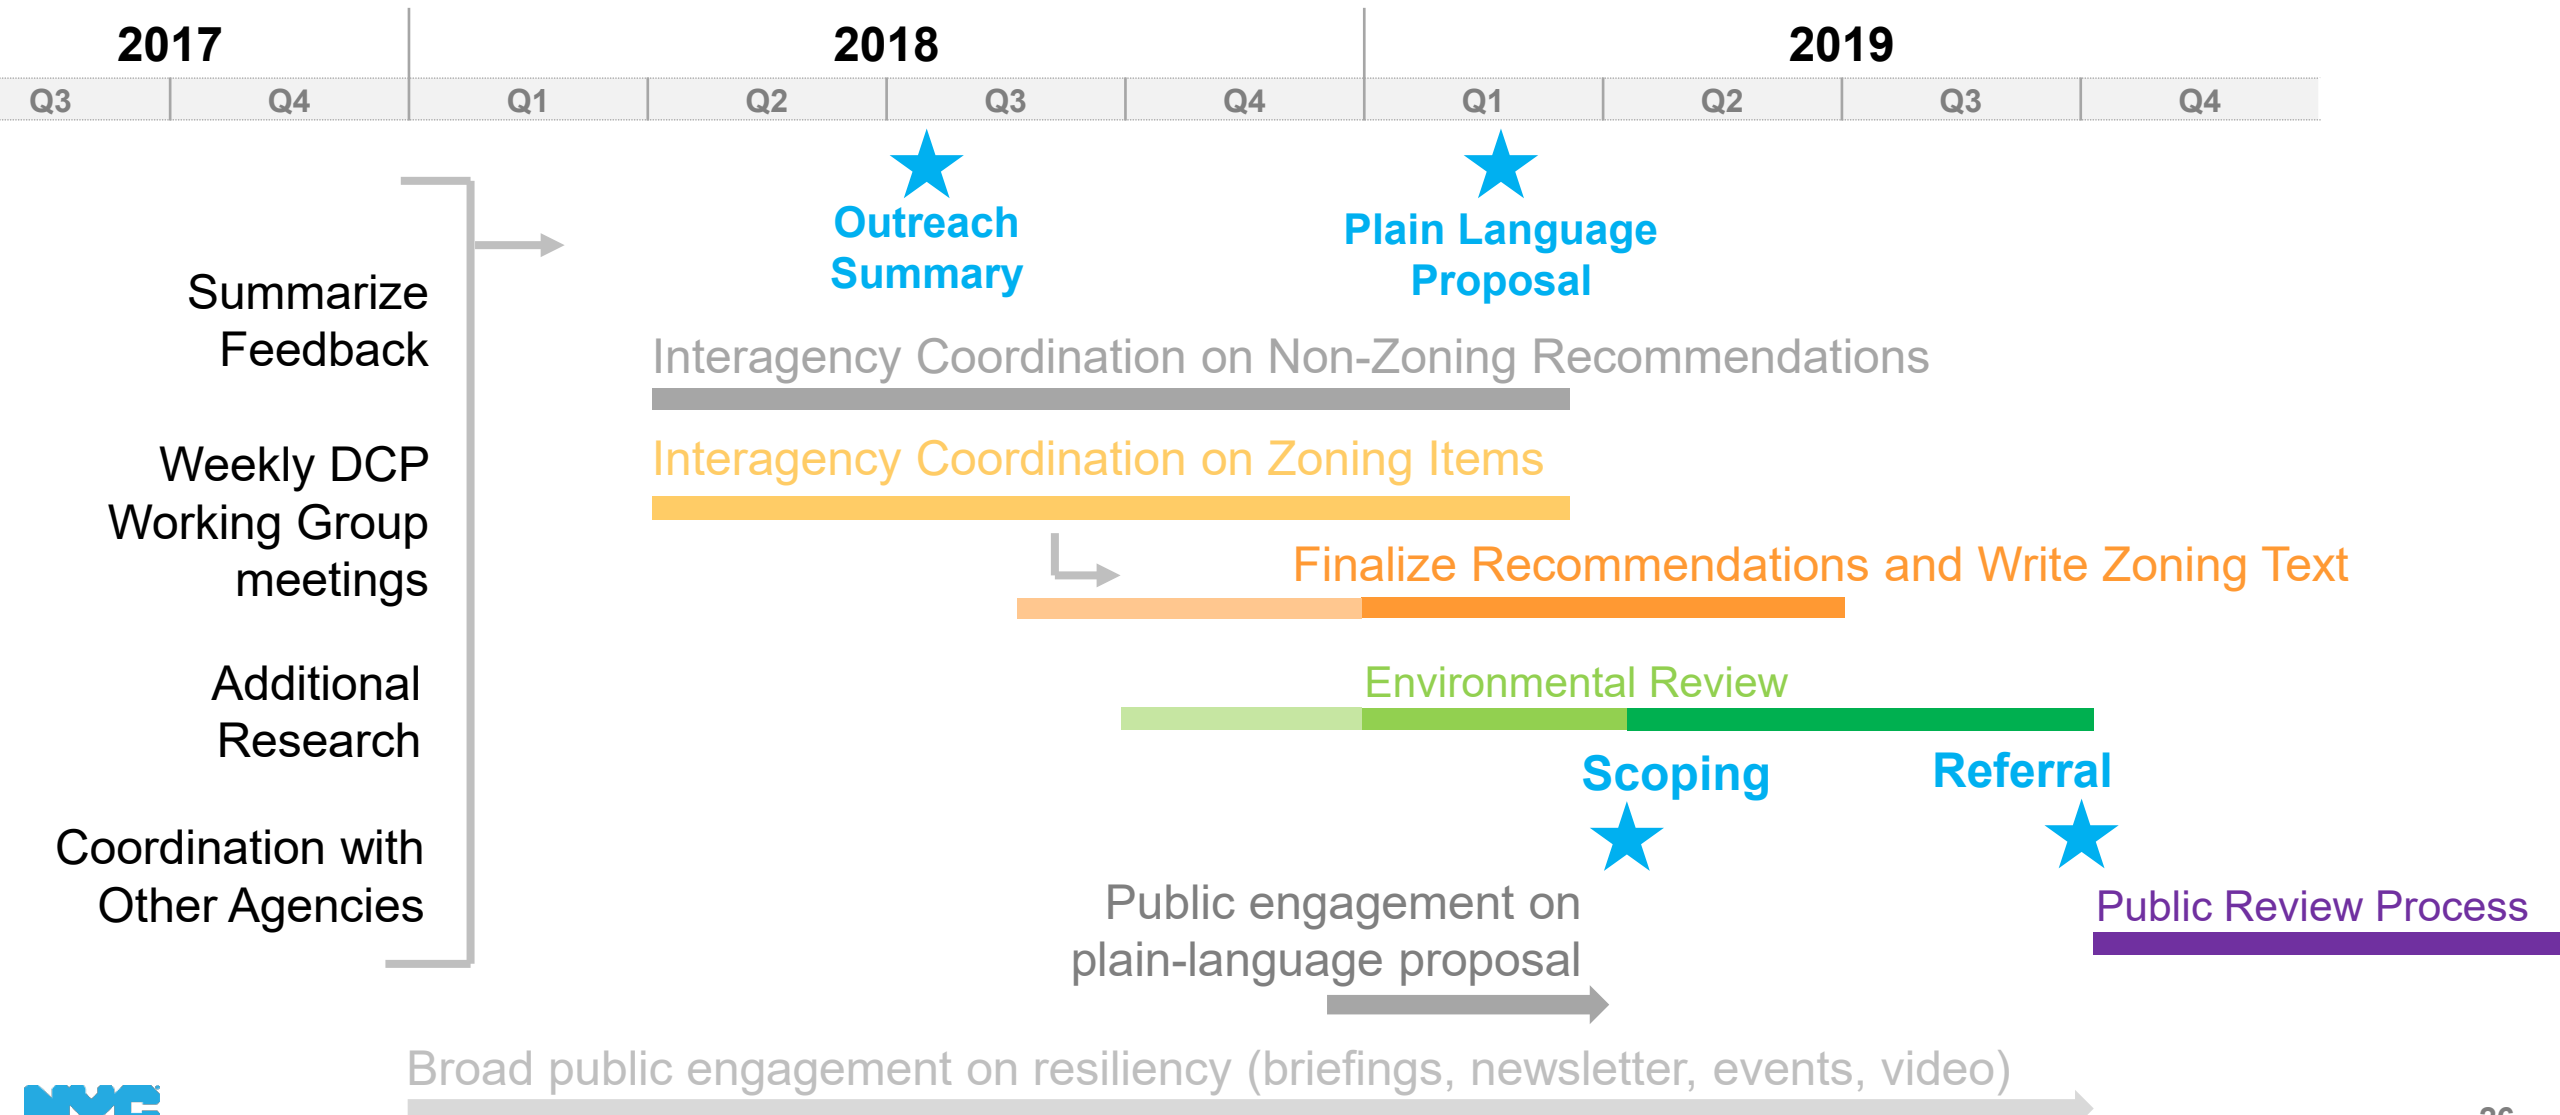 2017 2018 2019
Q3 Q4 Q1 Q2 Q3 Q4 Q1 Q2 Q3 Q4
Outreach
Summary
Plain Language
Proposal
Summarize
Feedback
Weekly DCP
Working Group
meetings
Additional
Research
Coordination with
Other Agencies
Interagency Coordination on Non-Zoning Recommendations
Interagency Coordination on Zoning Items
Finalize Recommendations and Write Zoning Text
Environmental Review
Scoping
Referral
Public engagement on
plain-language proposal
Public Review Process
Broad public engagement on resiliency (briefings, newsletter, events, video)
NYC